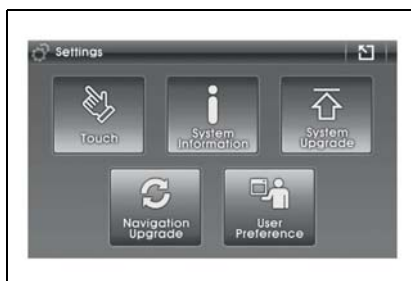 Settings
Touch
System
Information
System
Upgrade
Navigation
Upgrade
User
Preference